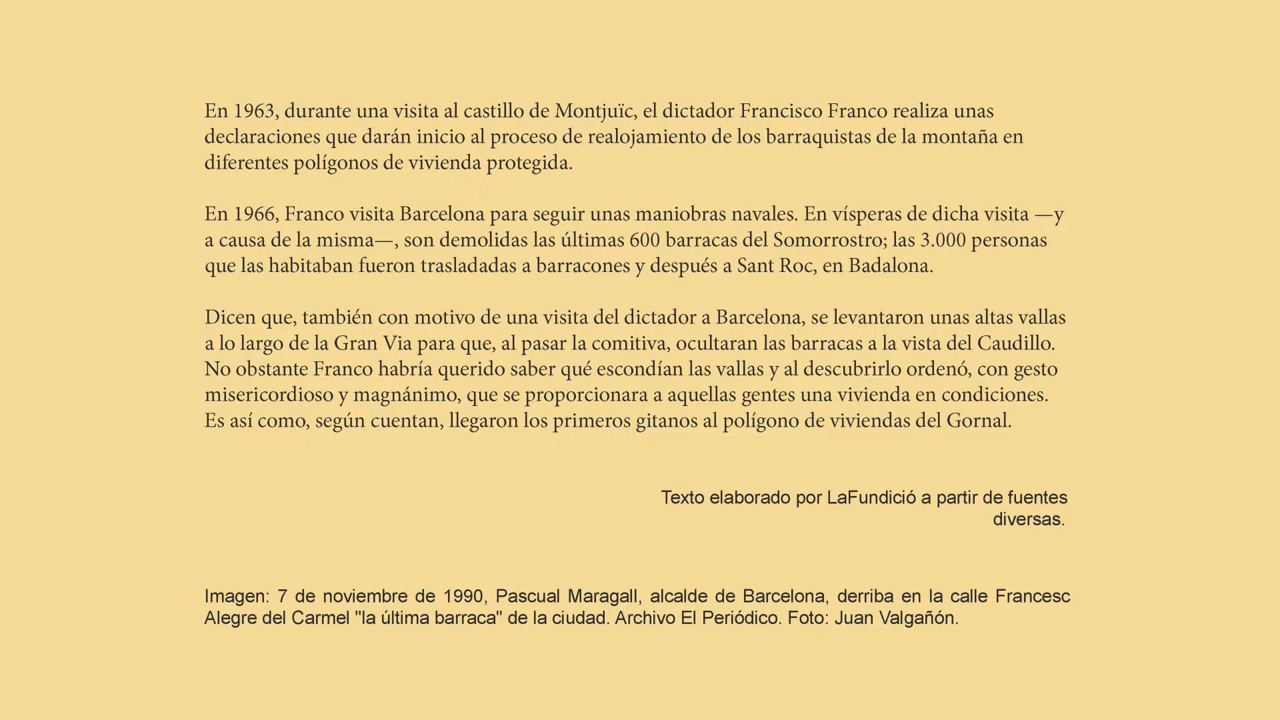 En 1963, durante una visita al castillo de Montjuïc, el dictador Francisco Franco realiza unas
declaraciones que darán inicio al proceso de realojamiento de los barraquistas de la montaña en
diferentes polígonos de vivienda protegida.
En 1966, Franco visita Barcelona para seguir unas maniobras navales. En vísperas de dicha visita —y
a causa de la misma—, son demolidas las últimas 600 barracas del Somorrostro; las 3.000 personas
que las habitaban fueron trasladadas a barracones y después a Sant Roc, en Badalona.
Dicen que, también con motivo de una visita del dictador a Barcelona, se levantaron unas altas vallas
a lo largo de la Gran Via para que, al pasar la comitiva, ocultaran las barracas a la vista del Caudillo.
No obstante Franco habría querido saber qué escondían las vallas y al descubrirlo ordenó, con gesto
misericordioso y magnánimo, que se proporcionara a aquellas gentes una vivienda en condiciones.
Es así como, según cuentan, llegaron los primeros gitanos al polígono de viviendas del Gornal.
Texto elaborado por LaFundició a partir de fuentes
diversas.
Imagen: 7 de noviembre de 1990, Pascual Maragall, alcalde de Barcelona, derriba en la calle Francesc
Alegre del Carmel "la última barraca" de la ciudad. Archivo El Periódico. Foto: Juan Valgañón.